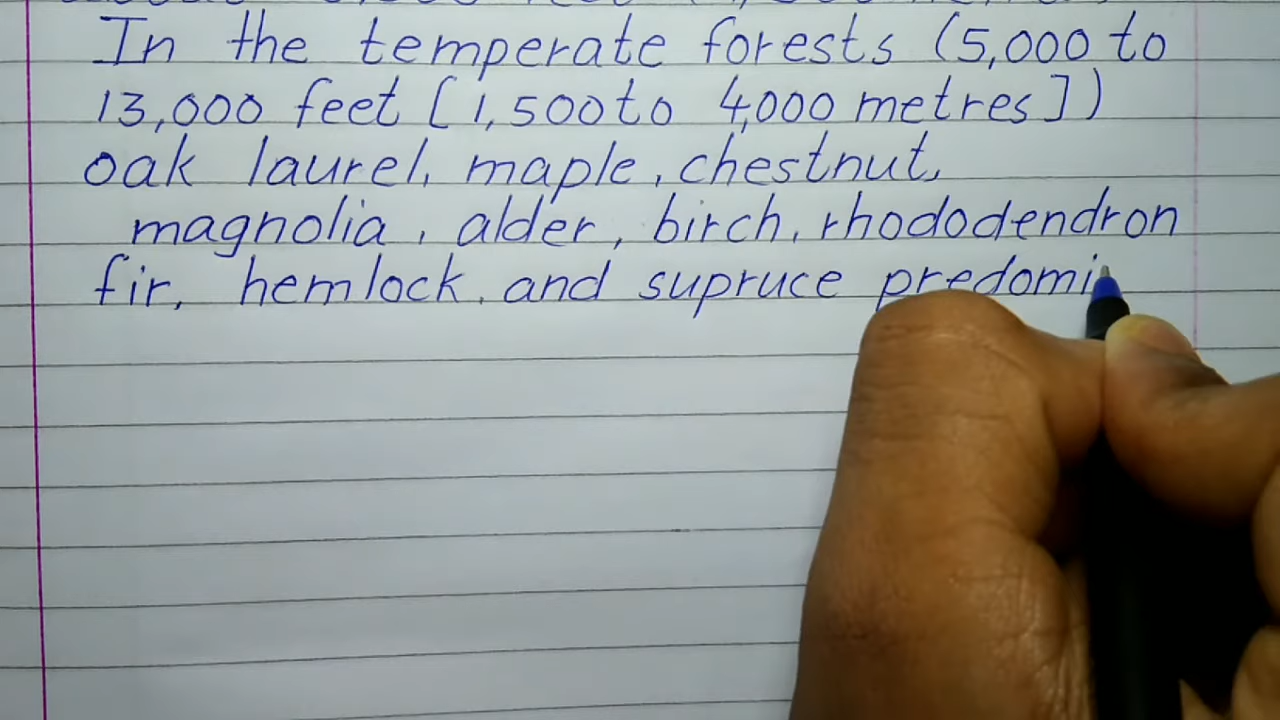 In the temperate forests (5,000 to
13,000 feet [1,500 to 4,000 metres])
oak laurel, maple, chestnut,
magnolia, alder, birch, rhododendron
fir, hemlock, and supruce predomi